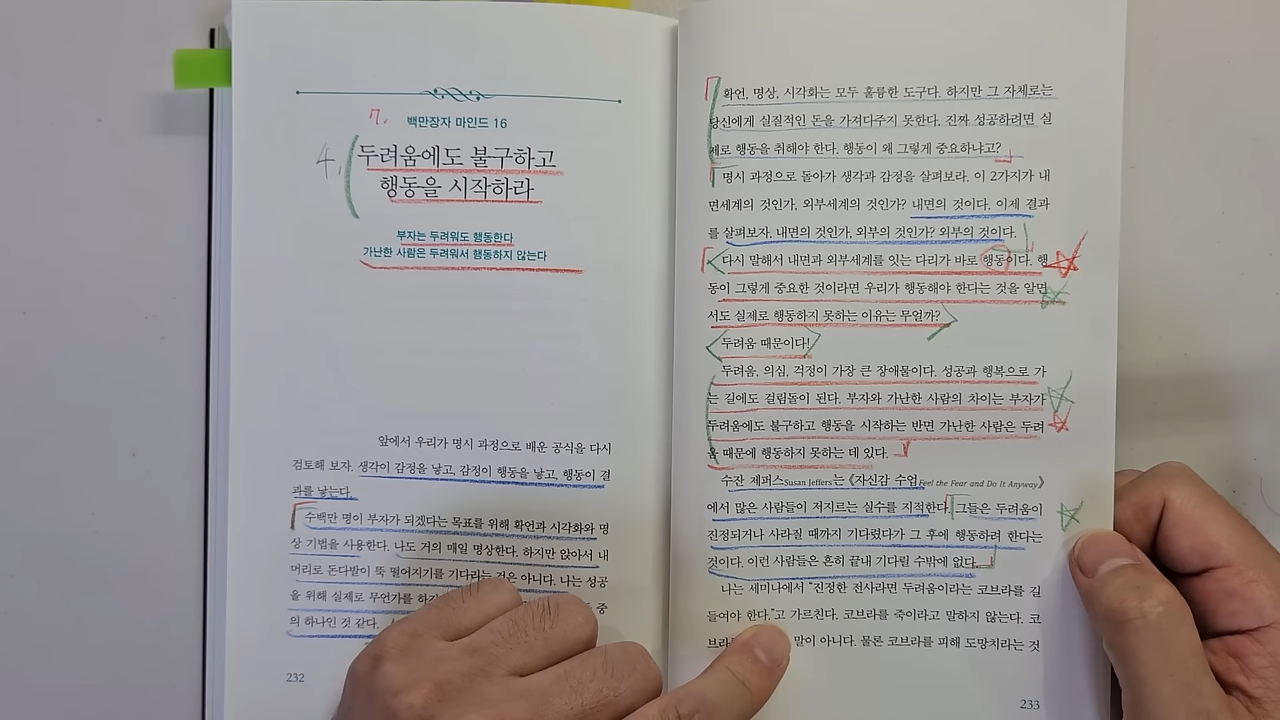 7.
백만장자 마인드 16
4.
두려움에도 불구하고
행동을 시작하라
부자는 두려워도 행동한다
가난한 사람은 두려워서 행동하지 않는다
앞에서 우리가 명시 과정으로 배운 공식을 다시
검토해 보자. 생각이 감정을 낳고, 감정이 행동을 낳고, 행동이 결
과를 낳는다.
수백만 명이 부자가 되겠다는 목표를 위해 확언과 시각화와 명
상 기법을 사용한다. 나도 거의 매일 명상한다. 하지만 앉아서 내
머리로 돈다발이 뚝 떨어지기를 기다리는 것은 아니다. 나는 성공
을 위해 실제로 무언가를 하기 중
의 하나인 것 같다.
232
확언, 명상, 시각화는 모두 훌륭한 도구다. 하지만 그 자체로는
당신에게 실질적인 돈을 가져다주지 못한다. 진짜 성공하려면 실
제로 행동을 취해야 한다. 행동이 왜 그렇게 중요하냐고?
명시 과정으로 돌아가 생각과 감정을 살펴보라. 이 2가지가 내
면세계의 것인가, 외부세계의 것인가? 내면의 것이다. 이제 결과
를 살펴보자. 내면의 것인가, 외부의 것인가? 외부의 것이다.
다시 말해서 내면과 외부세계를 잇는 다리가 바로 행동이다. 행
동이 그렇게 중요한 것이라면 우리가 행동해야 한다는 것을 알면
서도 실제로 행동하지 못하는 이유는 무얼까?
두려움 때문이다!
두려움, 의심, 걱정이 가장 큰 장애물이다. 성공과 행복으로 가
는 길에도 걸림돌이 된다. 부자와 가난한 사람의 차이는 부자가
두려움에도 불구하고 행동을 시작하는 반면 가난한 사람은 두려
움 때문에 행동하지 못하는 데 있다.
수잔 제퍼스Susan Jeffers는 《자신감 수업Feel the Fear and Do It Anyway》
에서 많은 사람들이 저지르는 실수를 지적한다. 그들은 두려움이
진정되거나 사라질 때까지 기다렸다가 그 후에 행동하려 한다는
것이다. 이런 사람들은 흔히 끝내 기다릴 수밖에 없다.
나는 세미나에서 "진정한 전사라면 두려움이라는 코브라를 길
들여야 한다."고 가르친다. 코브라를 죽이라고 말하지 않는다. 코
브라 말이 아니다. 물론 코브라를 피해 도망치라는 것
233